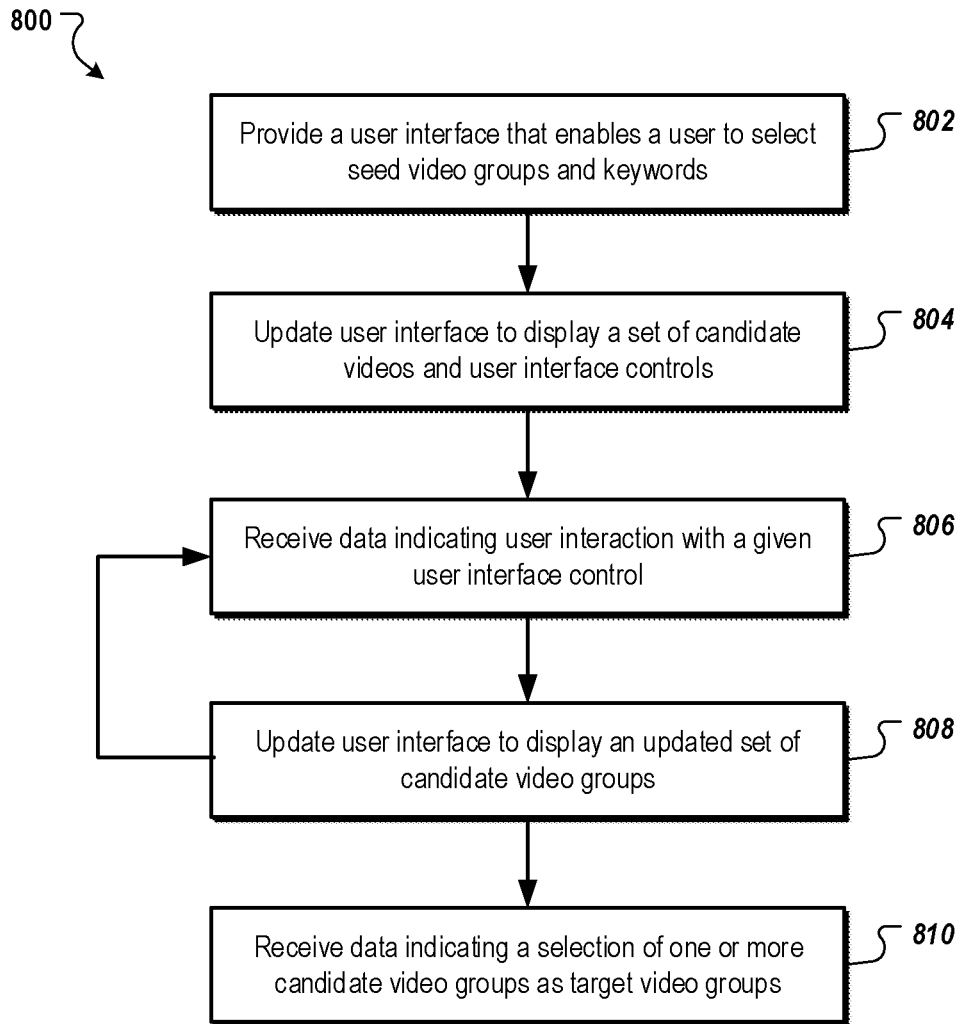 800
Provide a user interface that enables a user to select
seed video groups and keywords
802
Update user interface to display a set of candidate
videos and user interface controls
804
Receive data indicating user interaction with a given
user interface control
806
Update user interface to display an updated set of
candidate video groups
808
Receive data indicating a selection of one or more
candidate video groups as target video groups
810